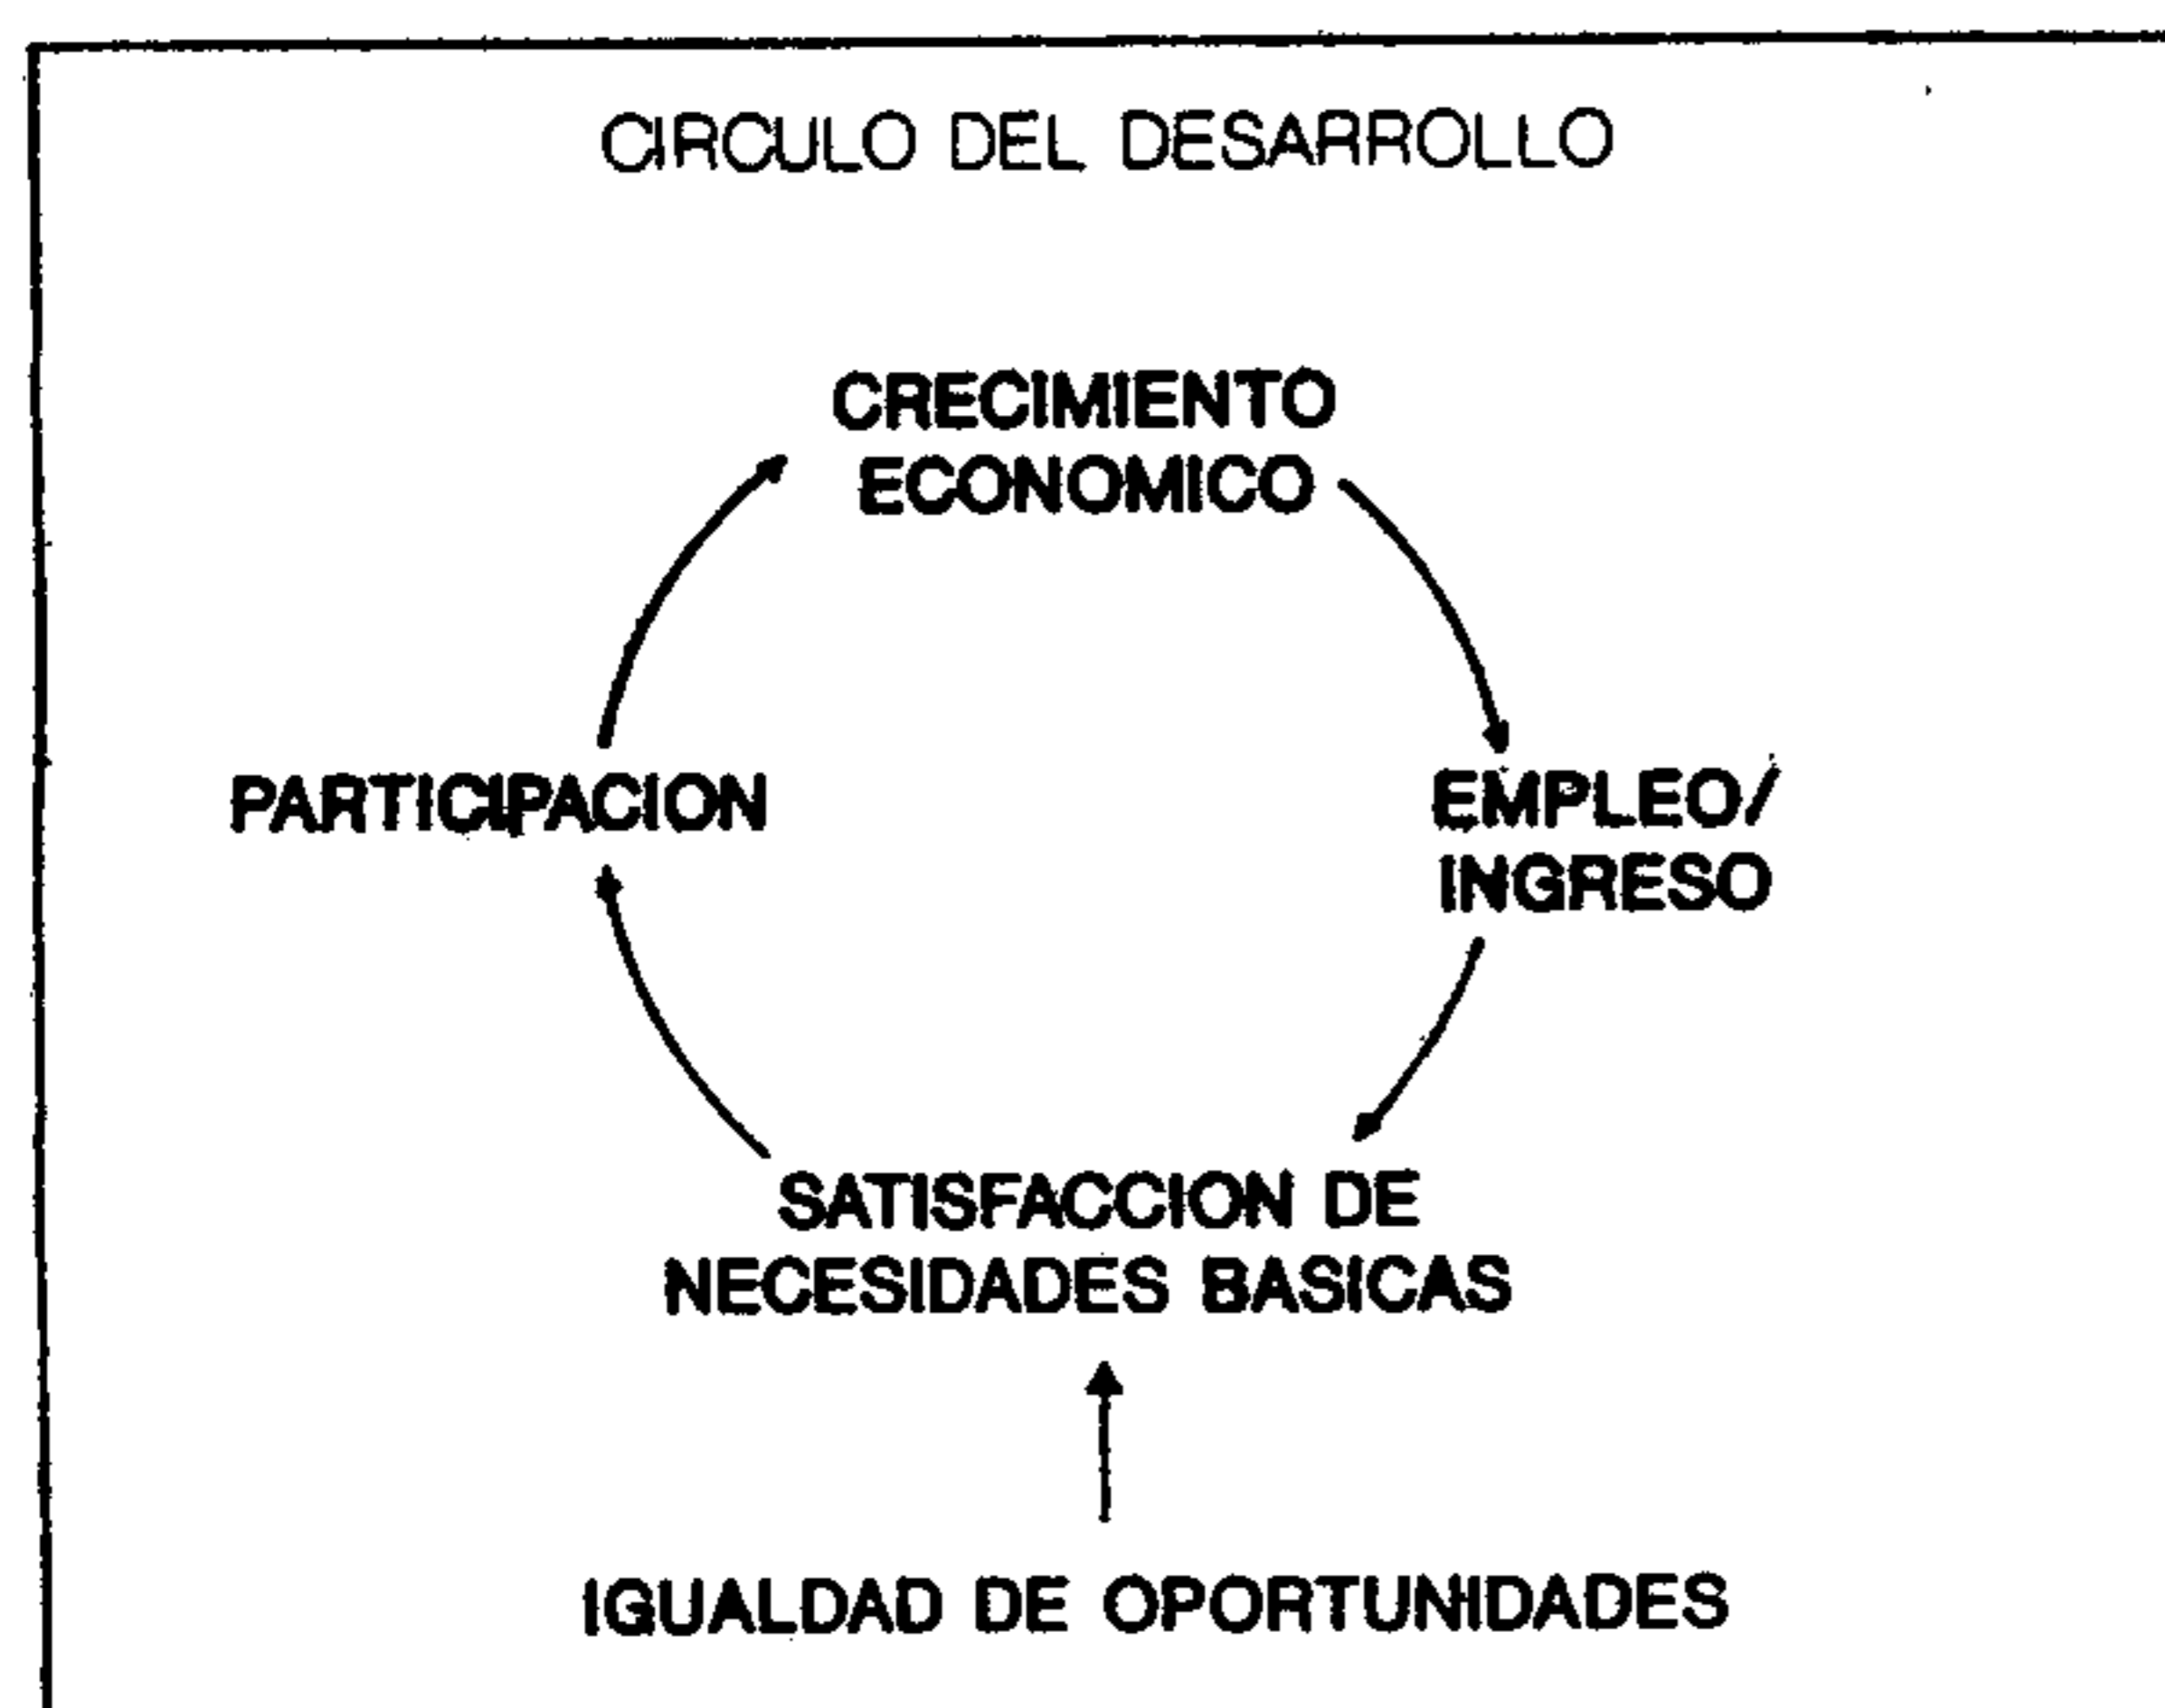 CIRCULO DEL DESARROLLO
CRECIMIENTO
ECONOMICO
PARTICIPACION
EMPLEO/
INGRESO
SATISFACCION DE
NECESIDADES BASICAS
IGUALDAD DE OPORTUNIDADES